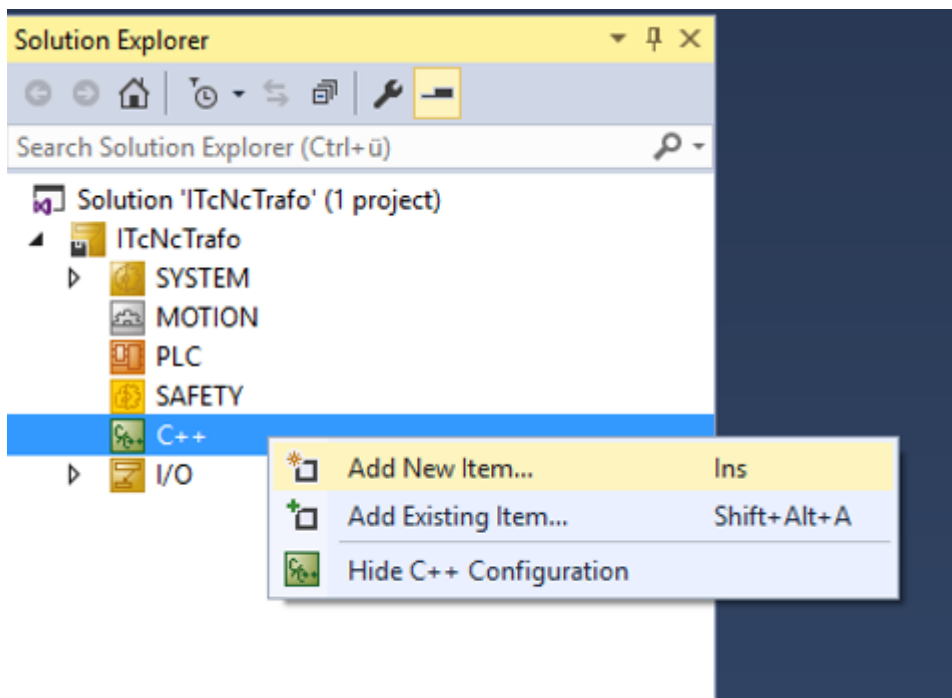 Solution Explorer
Search Solution Explorer (Ctrl+ü)
Solution 'ITcNcTrafo' (1 project)
ITcNcTrafo
SYSTEM
MOTION
PLC
SAFETY
C++
I/O
Add New Item... Ins
Add Existing Item... Shift+Alt+A
Hide C++ Configuration